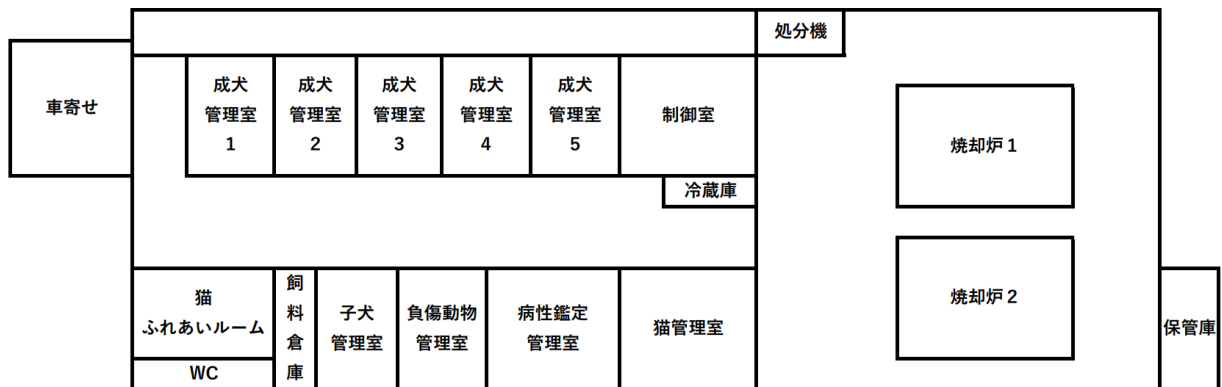 処分機
車寄せ
成犬
管理室
1
成犬
管理室
2
成犬
管理室
3
成犬
管理室
4
成犬
管理室
5
制御室
焼却炉1
冷蔵庫
猫
ふれあいルーム
WC
飼
料
倉
庫
子犬
管理室
負傷動物
管理室
病性鑑定
管理室
猫管理室
焼却炉2
保管庫